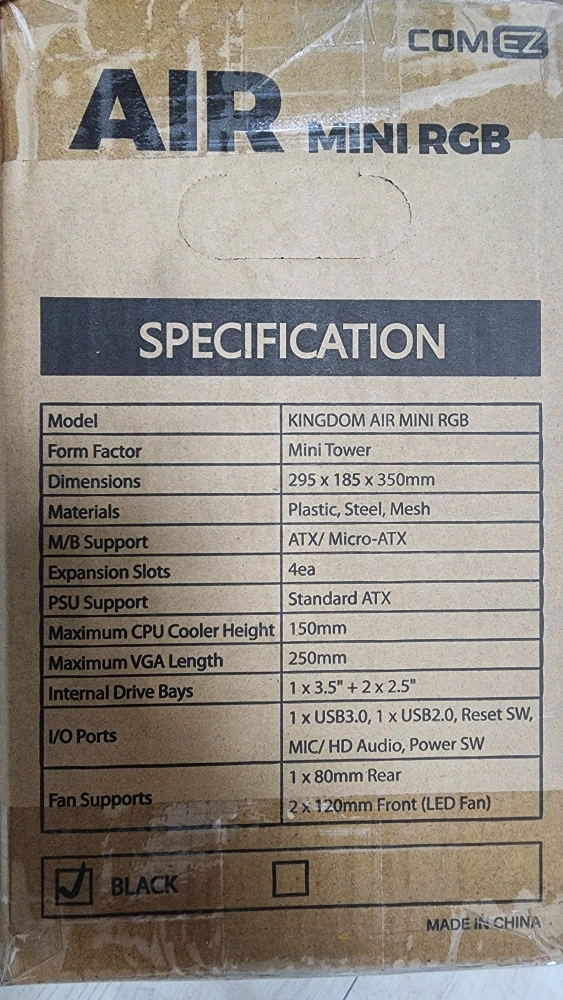 COMEZ
AIR MINI RGB
SPECIFICATION
Model KINGDOM AIR MINI RGB
Form Factor Mini Tower
Dimensions 295 x 185 x 350mm
Materials Plastic, Steel, Mesh
M/B Support ATX/ Micro-ATX
Expansion Slots 4ea
PSU Support Standard ATX
Maximum CPU Cooler Height 150mm
Maximum VGA Length 250mm
Internal Drive Bays 1 x 3.5" + 2 x 2.5"
I/O Ports 1 x USB3.0, 1 x USB2.0, Reset SW,
MIC/ HD Audio, Power SW
Fan Supports 1 x 80mm Rear
2 x 120mm Front (LED Fan)
BLACK
MADE IN CHINA